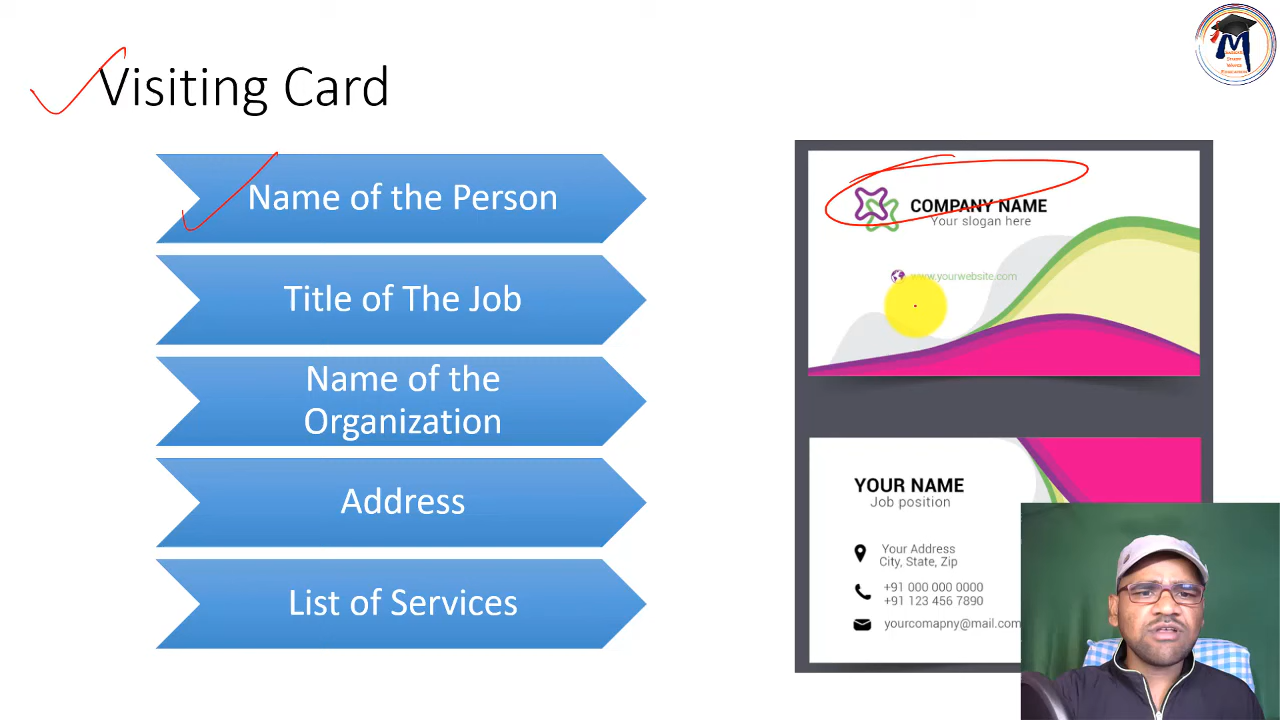 Visiting Card
Name of the Person
Title of The Job
Name of the
Organization
Address
List of Services
COMPANY NAME
Your slogan here
www.yourwebsite.com
YOUR NAME
Job position
Your Address
City, State, Zip
+91 000 000 0000
+91 123 456 7890
yourcomapny@mail.com
M